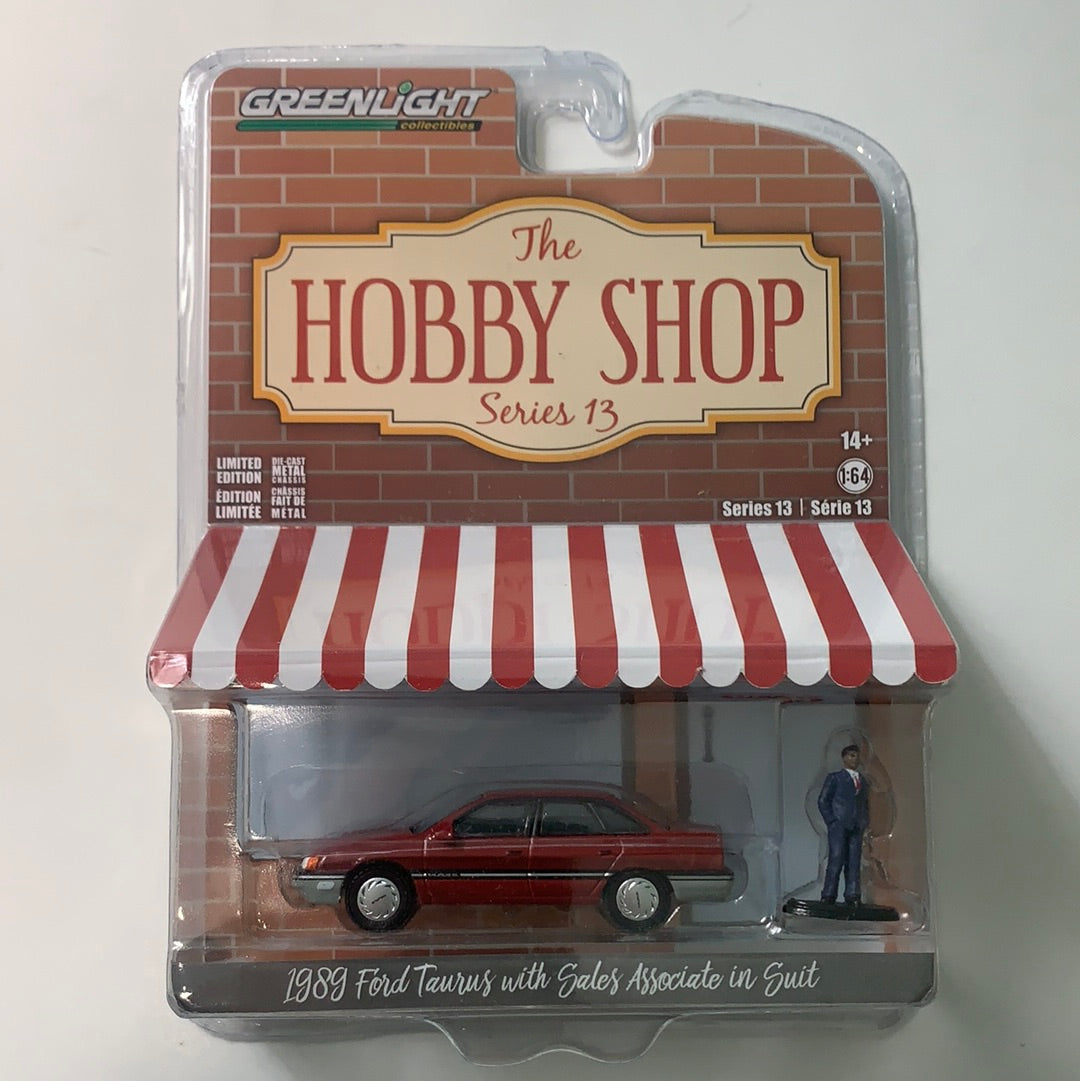 GREENLIGHT
collectibles
The
HOBBY SHOP
Series 13
14+
1:64
LIMITED
EDITION
ÉDITION
LIMITÉE
DIE-CAST
METAL
CHASSIS
CHÂSSIS
FAIT DE
MÉTAL
Series 13 | Série 13
1989 Ford Taurus with Sales Associate in Suit